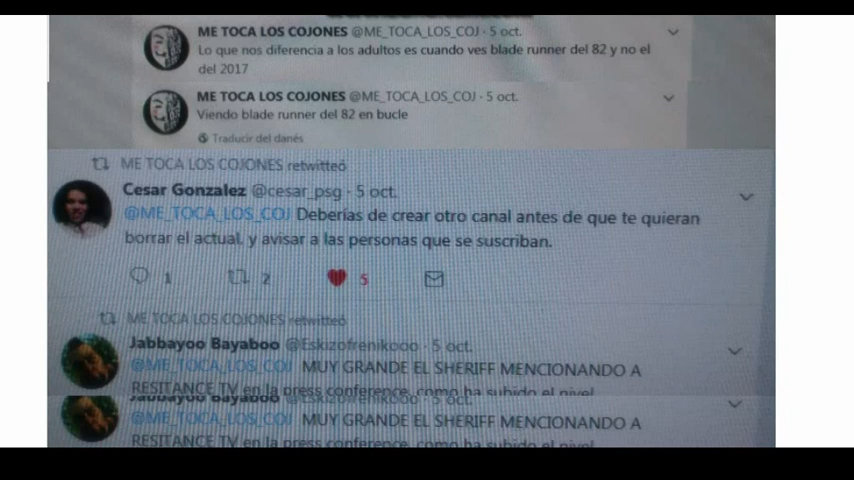 ME TOCA LOS COJONES @ME_TOCA_LOS_COJ · 5 oct.
Lo que nos diferencia a los adultos es cuando ves blade runner del 82 y no el
del 2017
ME TOCA LOS COJONES @ME_TOCA_LOS_COJ · 5 oct.
Viendo blade runner del 82 en bucle
Traducir del danés
ME TOCA LOS COJONES retwitteó
Cesar Gonzalez @cesar_psg · 5 oct.
@ME_TOCA_LOS_COJ Deberías de crear otro canal antes de que te quieran
borrar el actual, y avisar a las personas que se suscriban.
1 2 5
ME TOCA LOS COJONES retwitteó
Jabbayoo Bayaboo @Eskizofrenikooo · 5 oct.
@ME_TOCA_LOS_COJ MUY GRANDE EL SHERIFF MENCIONANDO A
RESITANCE TV en la press conference, como ha subido el nivel
Jabbayoo Bayaboo @Eskizofrenikooo · 5 oct.
@ME_TOCA_LOS_COJ MUY GRANDE EL SHERIFF MENCIONANDO A
RESITANCE TV en la press conference, como ha subido el nivel